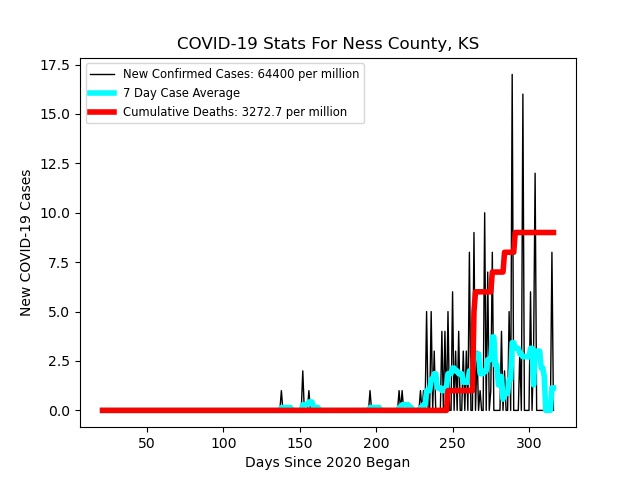 COVID-19 Stats For Ness County, KS
New Confirmed Cases: 64400 per million
7 Day Case Average
Cumulative Deaths: 3272.7 per million
New COVID-19 Cases
17.5
15.0
12.5
10.0
7.5
5.0
2.5
0.0
50 100 150 200 250 300
Days Since 2020 Began